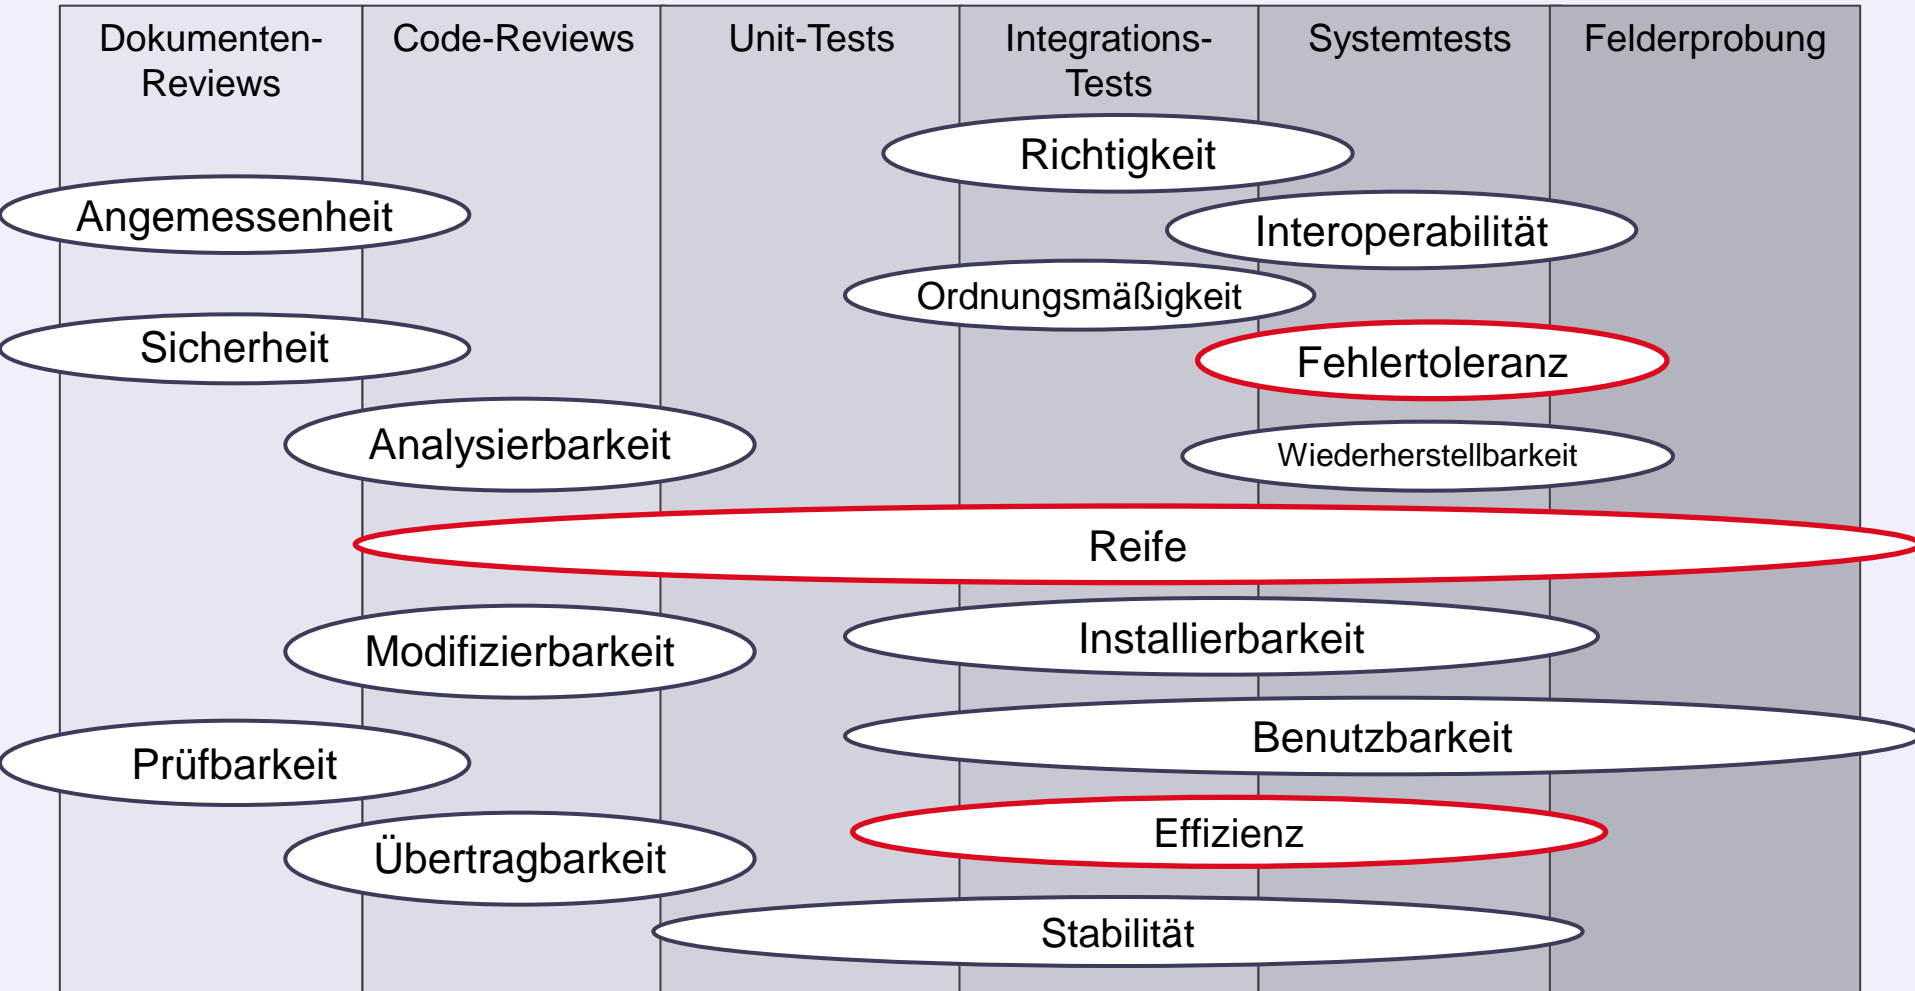 Dokumenten-
Reviews
Code-Reviews
Unit-Tests
Integrations-
Tests
Systemtests
Felderprobung
Richtigkeit
Angemessenheit
Interoperabilität
Ordnungsmäßigkeit
Sicherheit
Fehlertoleranz
Analysierbarkeit
Wiederherstellbarkeit
Reife
Modifizierbarkeit
Installierbarkeit
Benutzbarkeit
Prüfbarkeit
Effizienz
Übertragbarkeit
Stabilität